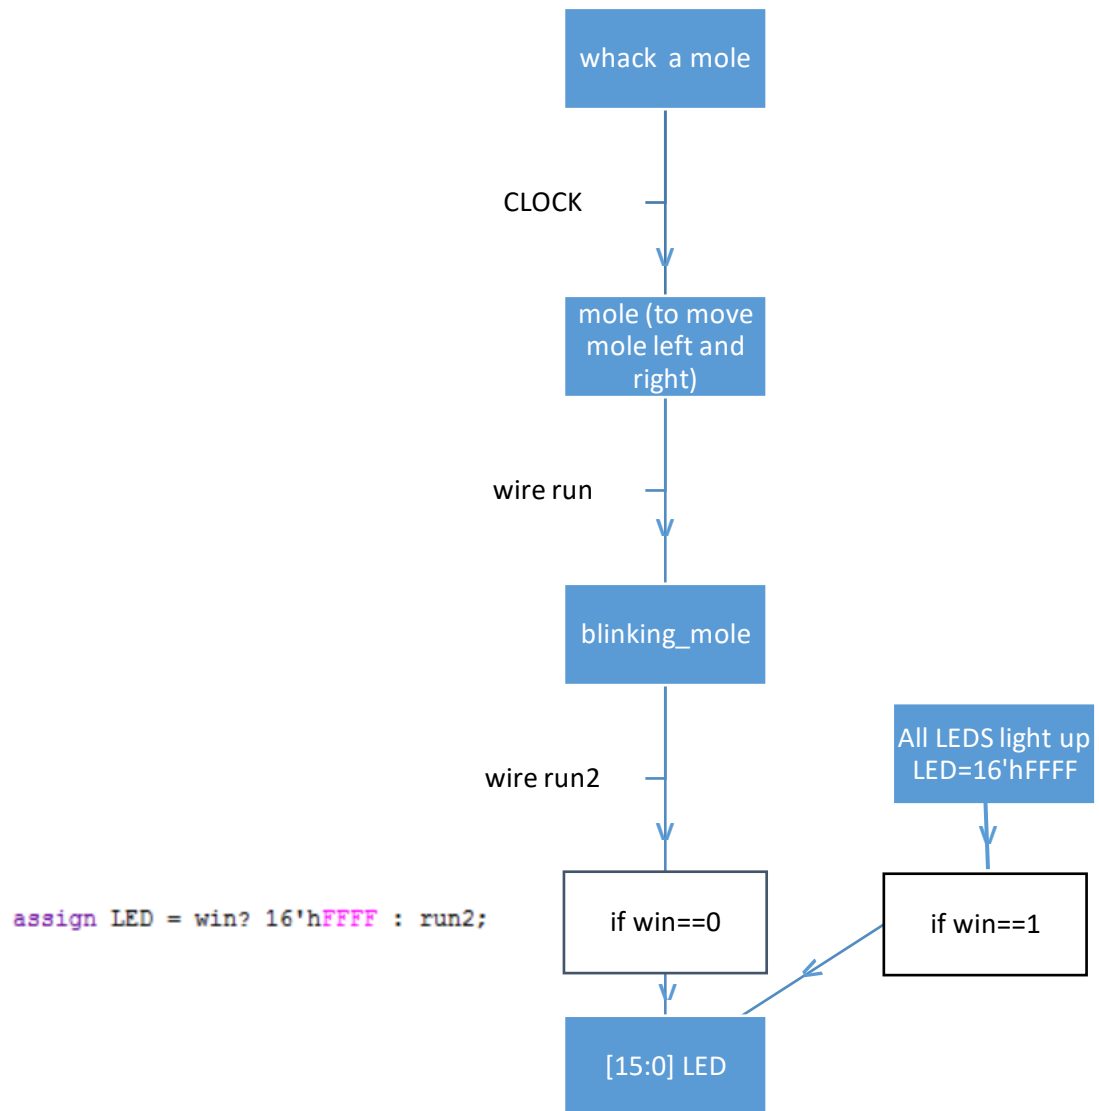 whack a mole
CLOCK
mole (to move
mole left and
right)
wire run
blinking_mole
All LEDS light up
LED=16'hFFFF
wire run2
assign LED = win? 16'hFFFF : run2;
if win==0
if win==1
[15:0] LED